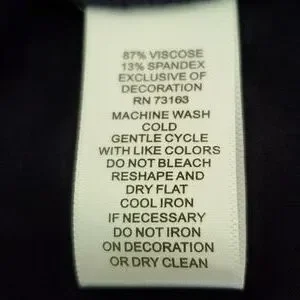 87% VISCOSE
13% SPANDEX
EXCLUSIVE OF
DECORATION
RN 73163
MACHINE WASH
COLD
GENTLE CYCLE
WITH LIKE COLORS
DO NOT BLEACH
RESHAPE AND
DRY FLAT
COOL IRON
IF NECESSARY
DO NOT IRON
ON DECORATION
OR DRY CLEAN